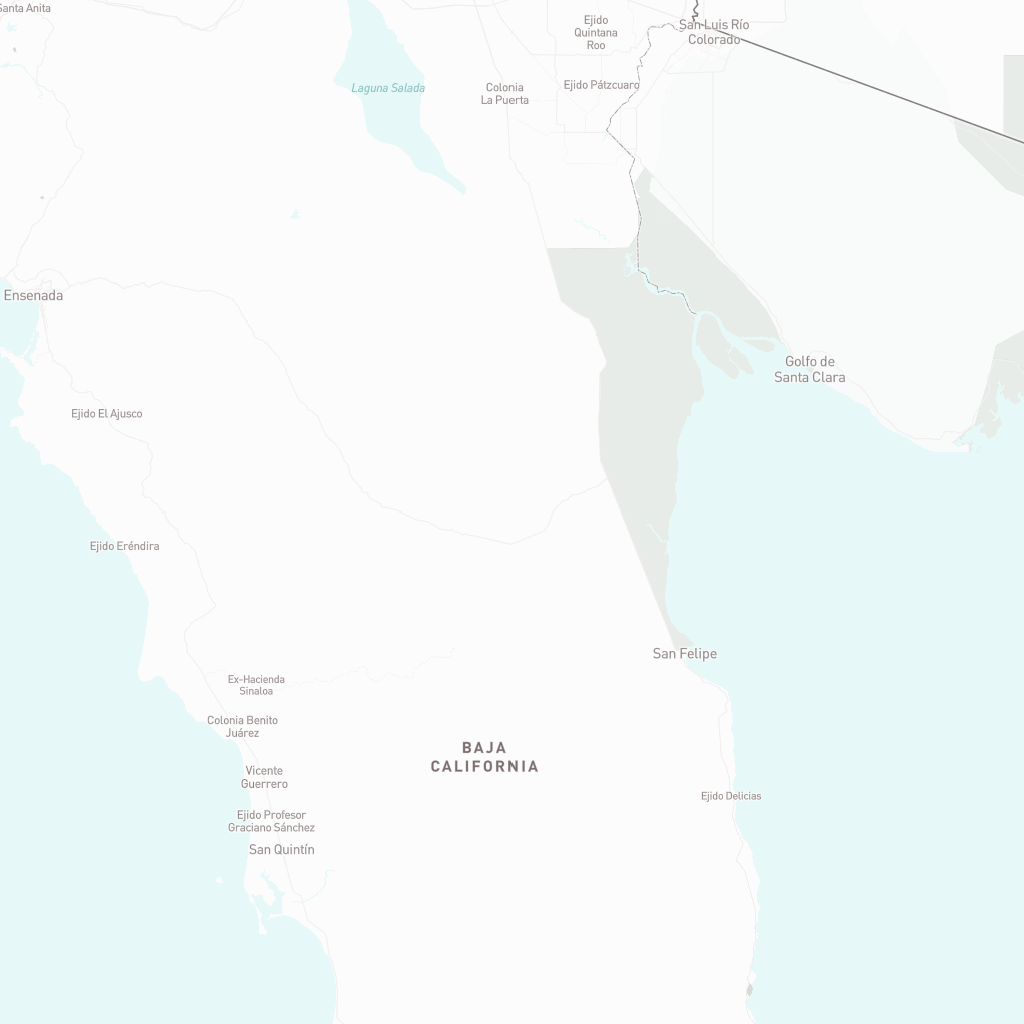 Santa Anita
Ejido
Quintana
Roo
San Luis Río
Colorado
Laguna Salada
Colonia
La Puerta
Ejido Pátzcuaro
Ensenada
Golfo de
Santa Clara
Ejido El Ajusco
Ejido Eréndira
San Felipe
Ex-Hacienda
Sinaloa
Colonia Benito
Juárez
BAJA
CALIFORNIA
Vicente
Guerrero
Ejido Delicias
Ejido Profesor
Graciano Sánchez
San Quintín